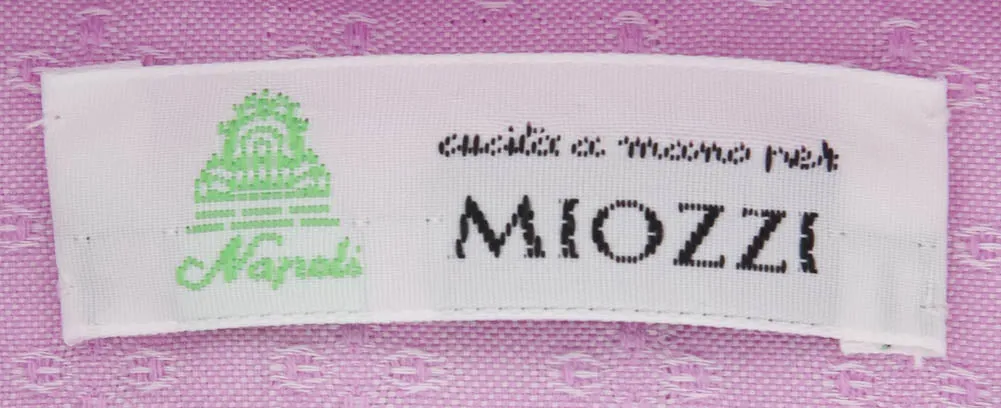 Napoli
cucita a mano per
MIOZZI